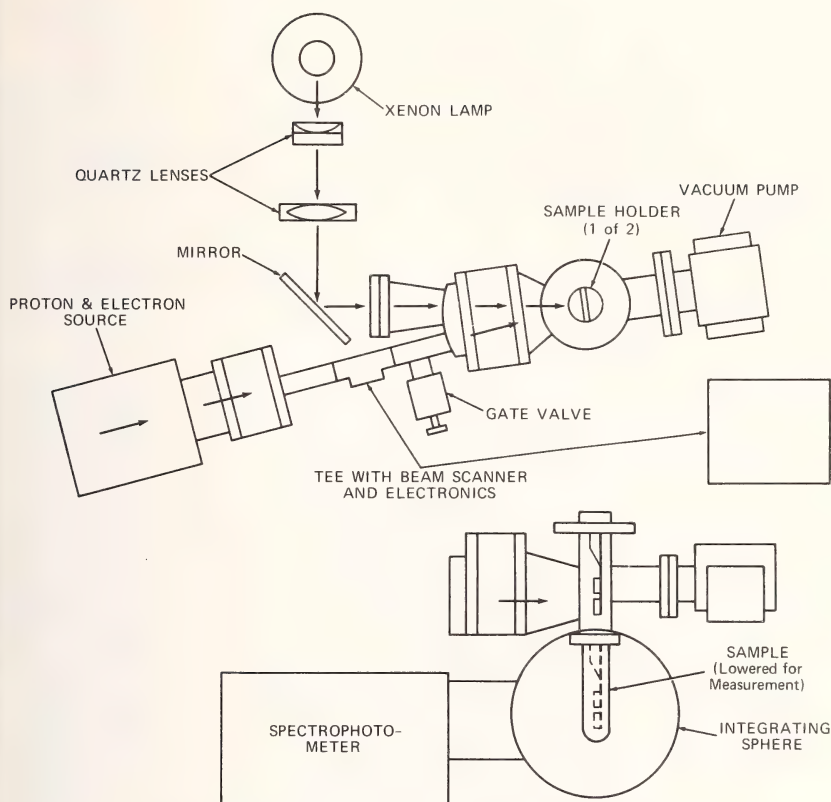 XENON LAMP
QUARTZ LENSES
VACUUM PUMP
SAMPLE HOLDER
(1 of 2)
MIRROR
PROTON & ELECTRON
SOURCE
GATE VALVE
TEE WITH BEAM SCANNER
AND ELECTRONICS
SAMPLE
(Lowered for
Measurement)
SPECTROPHOTO-
METER
INTEGRATING
SPHERE